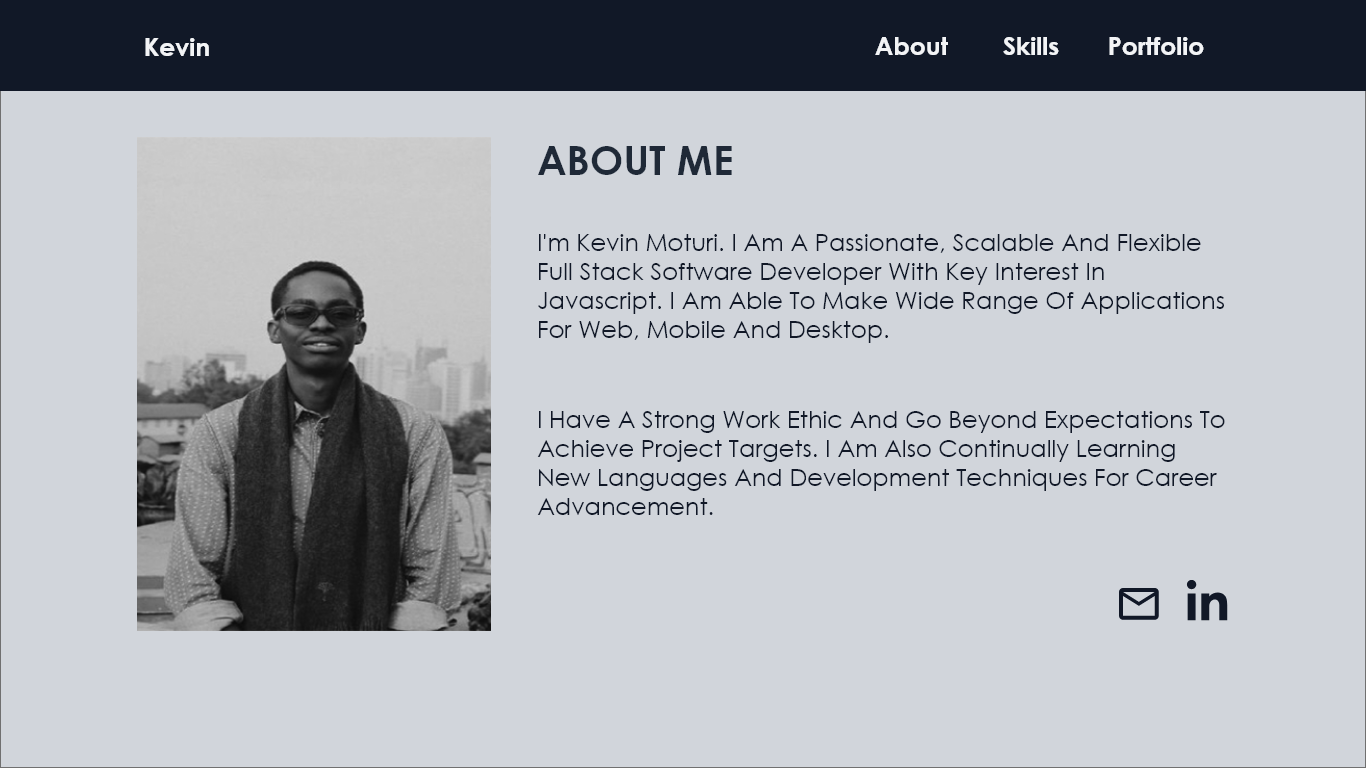 Kevin
About Skills Portfolio
ABOUT ME
I'm Kevin Moturi. I Am A Passionate, Scalable And Flexible
Full Stack Software Developer With Key Interest In
Javascript. I Am Able To Make Wide Range Of Applications
For Web, Mobile And Desktop.
I Have A Strong Work Ethic And Go Beyond Expectations To
Achieve Project Targets. I Am Also Continually Learning
New Languages And Development Techniques For Career
Advancement.
in